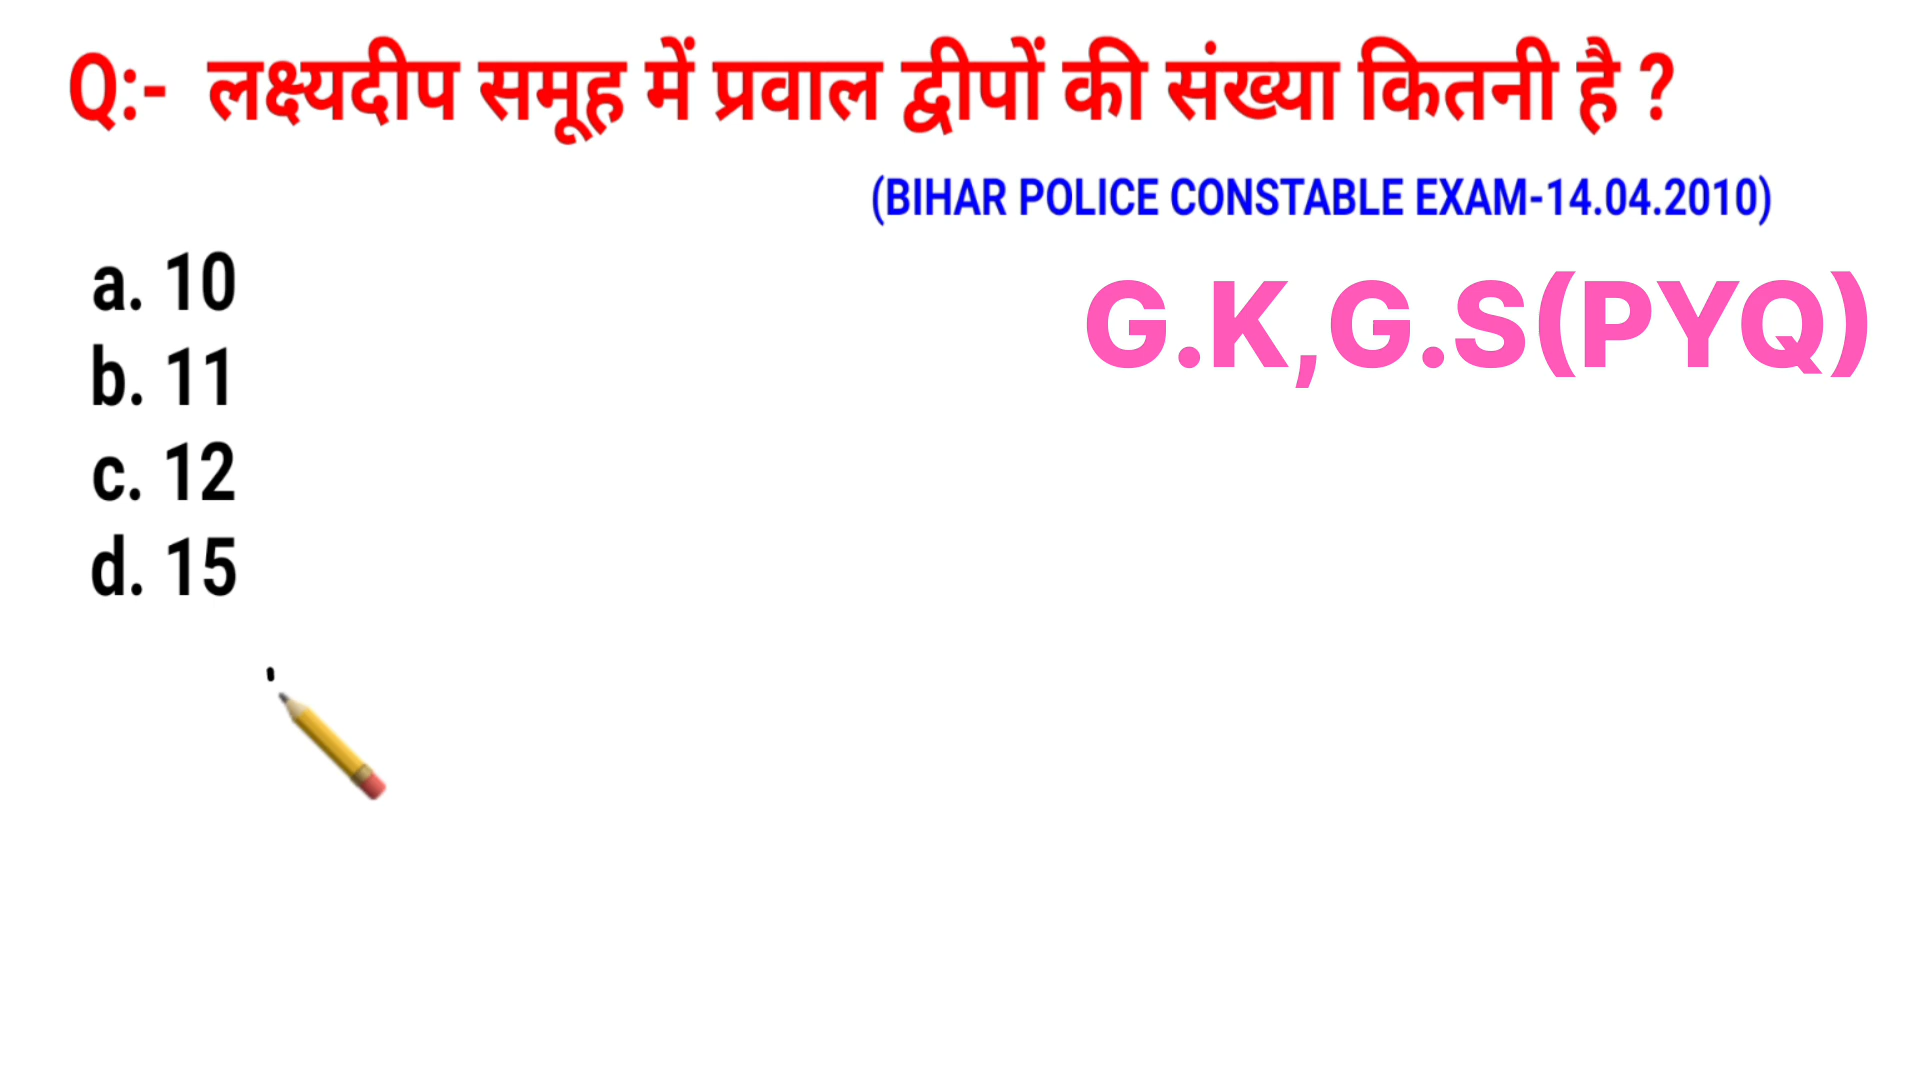 Q:- लक्ष्यदीप समूह में प्रवाल द्वीपों की संख्या कितनी है ?
(BIHAR POLICE CONSTABLE EXAM-14.04.2010)
G.K,G.S(PYQ)
a. 10
b. 11
c. 12
d. 15